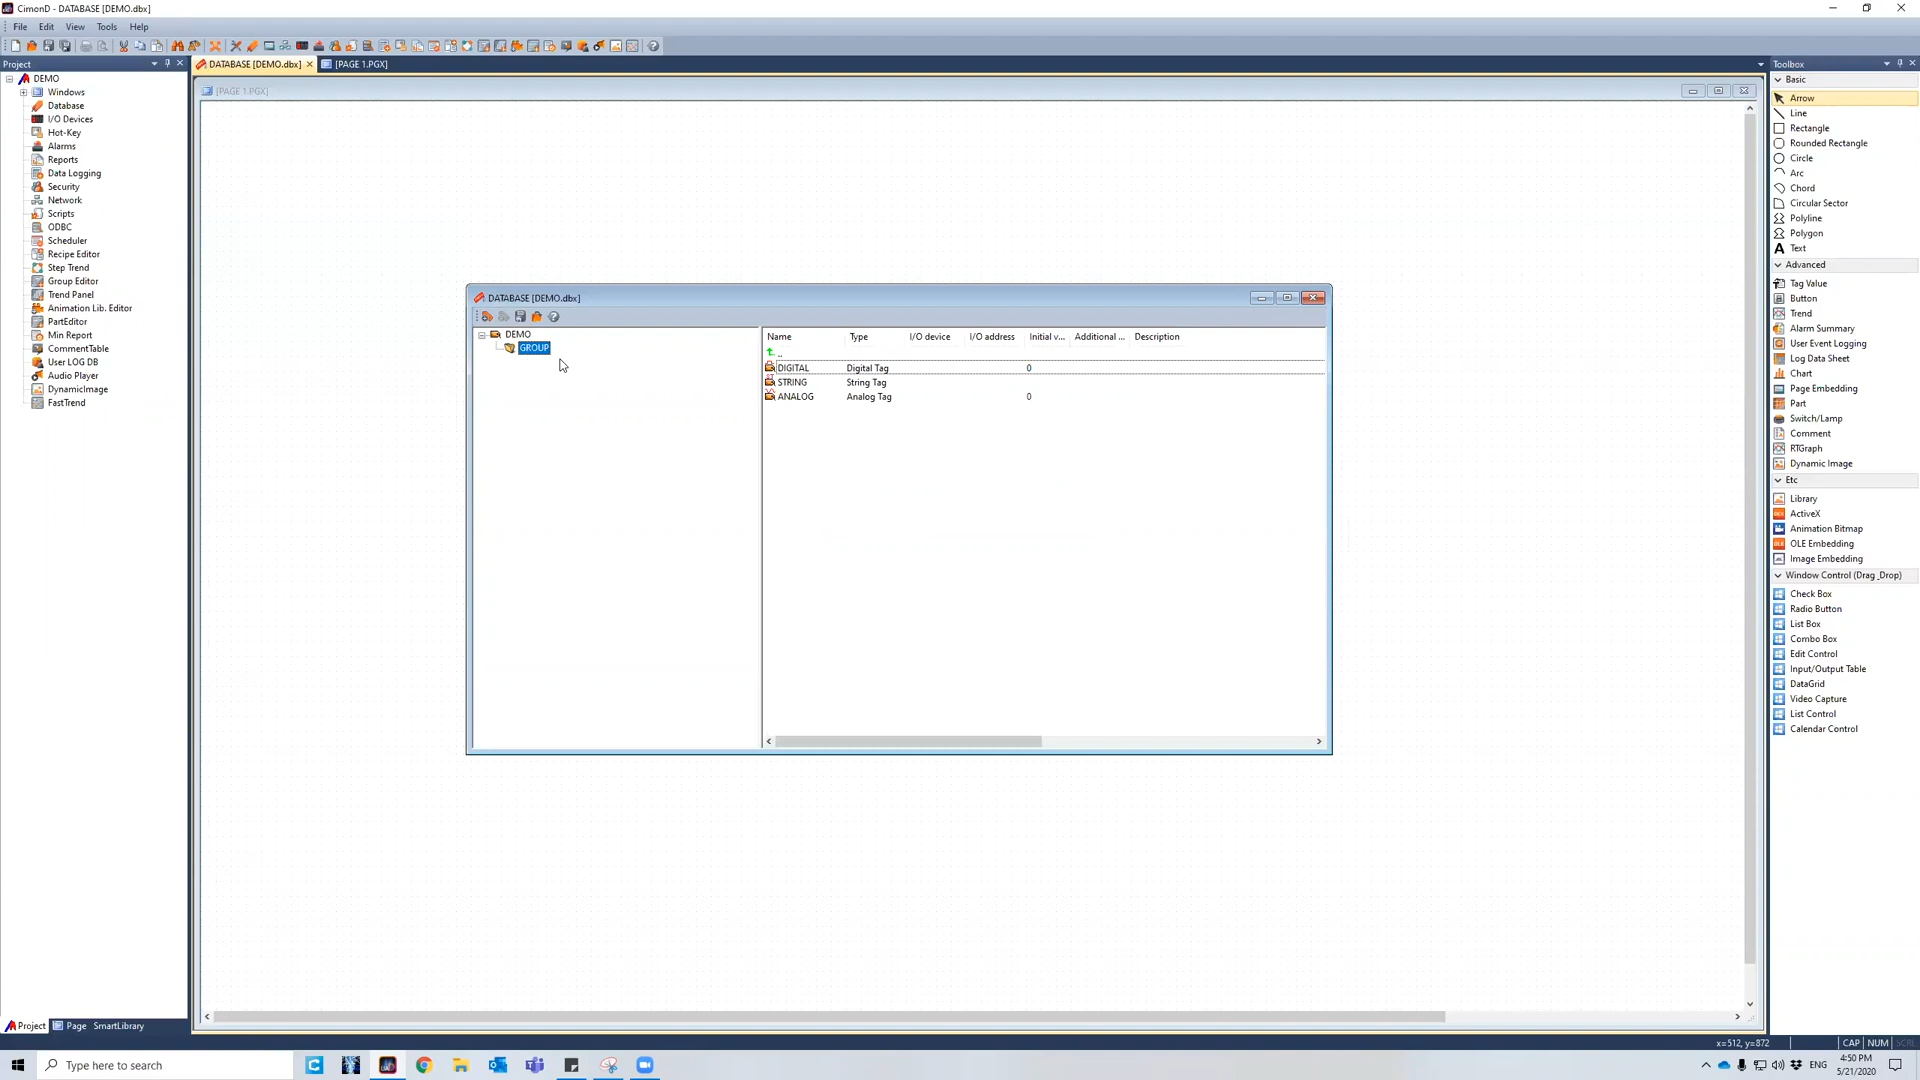 CimonD - DATABASE [DEMO.dbx]
File Edit View Tools Help
Project
DATABASE [DEMO.dbx]
[PAGE 1.PGX]
DEMO
Windows
Database
I/O Devices
Hot-Key
Alarms
Reports
Data Logging
Security
Network
Scripts
ODBC
Scheduler
Recipe Editor
Step Trend
Group Editor
Trend Panel
Animation Lib. Editor
PartEditor
Min Report
CommentTable
User LOG DB
Audio Player
DynamicImage
FastTrend
Project Page SmartLibrary
[PAGE 1.PGX]
DATABASE [DEMO.dbx]
DEMO
GROUP
Name Type I/O device I/O address Initial v... Additional ... Description
..
DIGITAL Digital Tag 0
STRING String Tag
ANALOG Analog Tag 0
Toolbox
Basic
Arrow
Line
Rectangle
Rounded Rectangle
Circle
Arc
Chord
Circular Sector
Polyline
Polygon
Text
Advanced
Tag Value
Button
Trend
Alarm Summary
User Event Logging
Log Data Sheet
Chart
Page Embedding
Part
Switch/Lamp
Comment
RTGraph
Dynamic Image
Etc
Library
ActiveX
Animation Bitmap
OLE Embedding
Image Embedding
Window Control (Drag_Drop)
Check Box
Radio Button
List Box
Combo Box
Edit Control
Input/Output Table
DataGrid
Video Capture
List Control
Calendar Control
x=512, y=872 CAP NUM SCRL
Type here to search
ENG
4:50 PM
5/21/2020